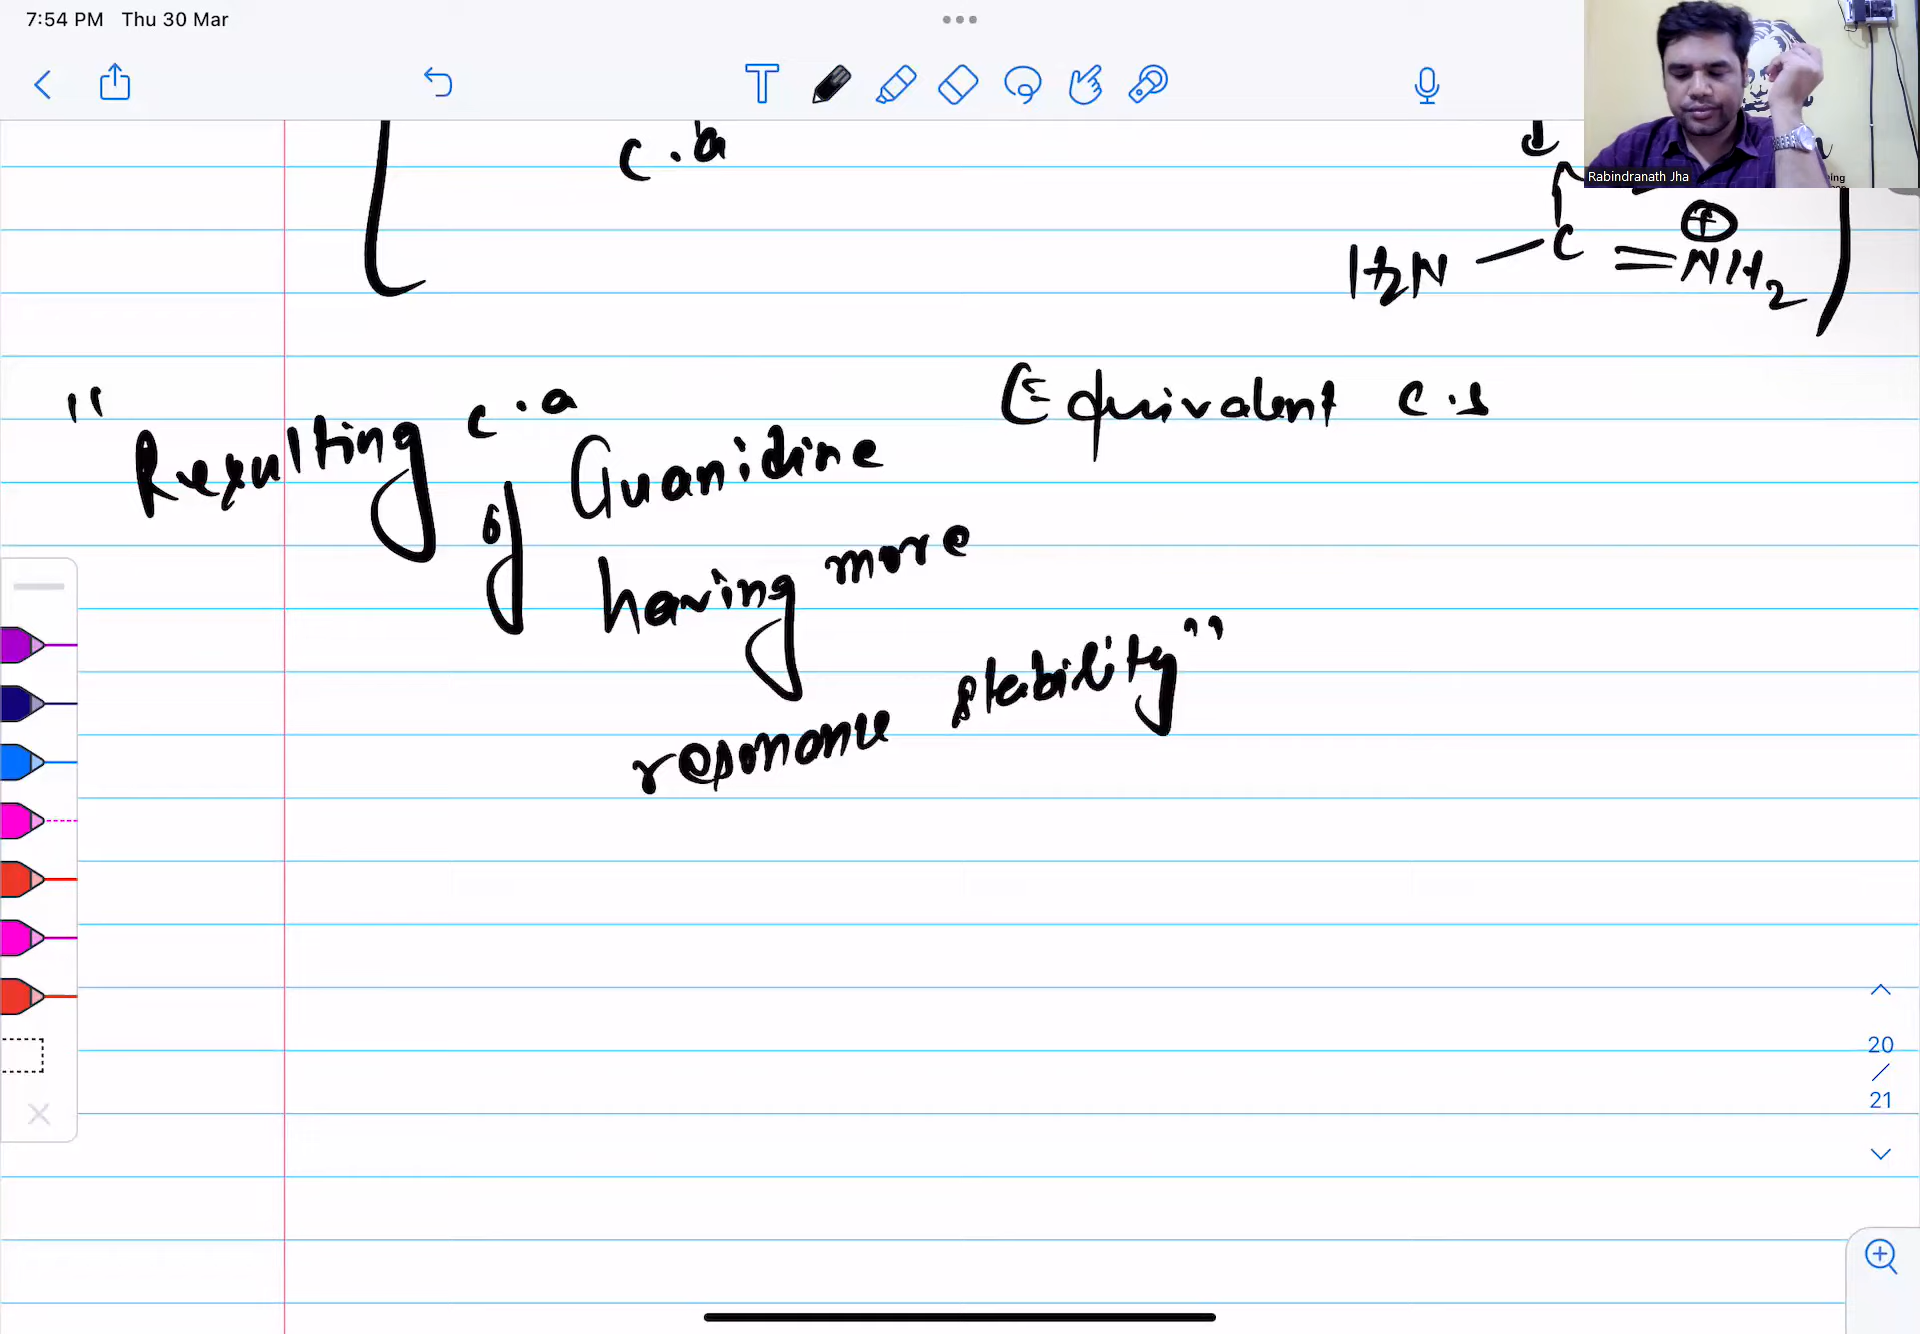 7:54 PM Thu 30 Mar
Rabindranath Jha
c.a
⊕
H2N — C = NH2
Equivalent c.s
"Resulting c.a
of Guanidine
having more
resonance stability"
20
/
21